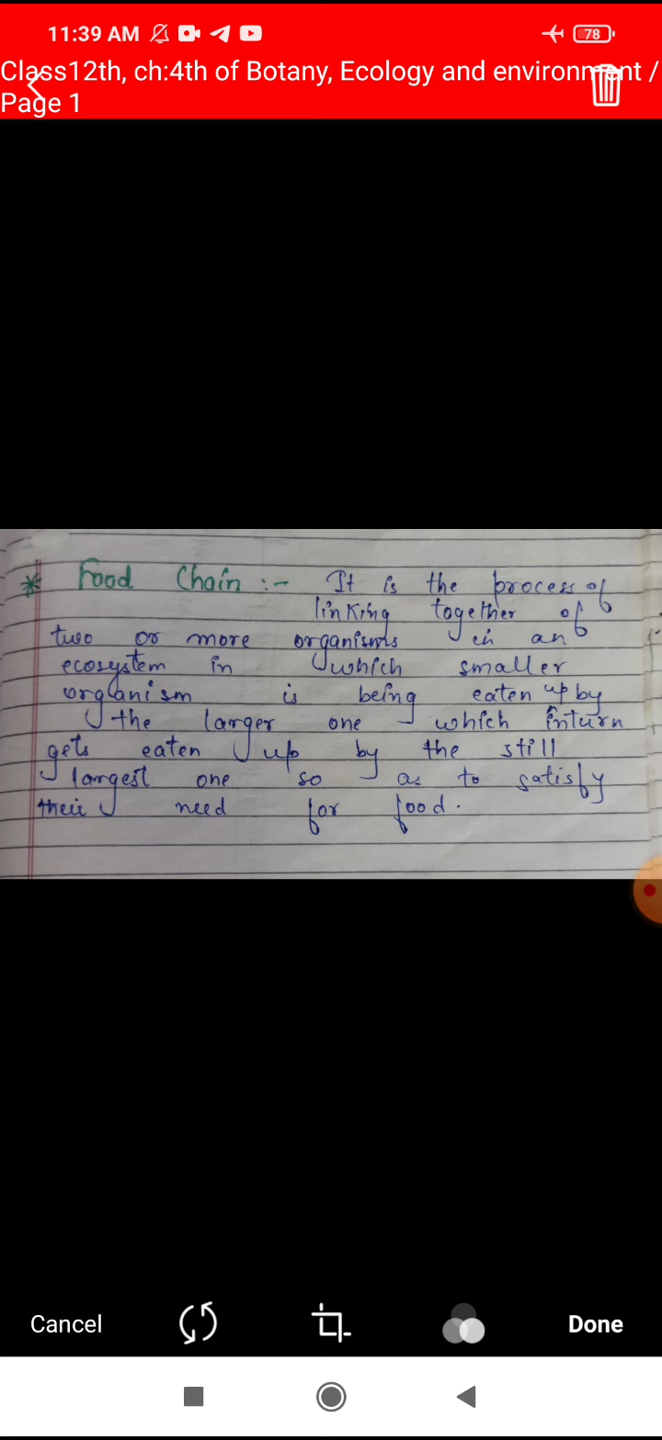 11:39 AM
78
Class12th, ch:4th of Botany, Ecology and environment /
Page 1
* Food Chain :- It is the process of
linking together of
two or more organisms in an
ecosystem in which smaller
organism is being eaten up by
the larger one which inturn
gets eaten up by the still
largest one so as to satisfy
their need for food.
Cancel
Done